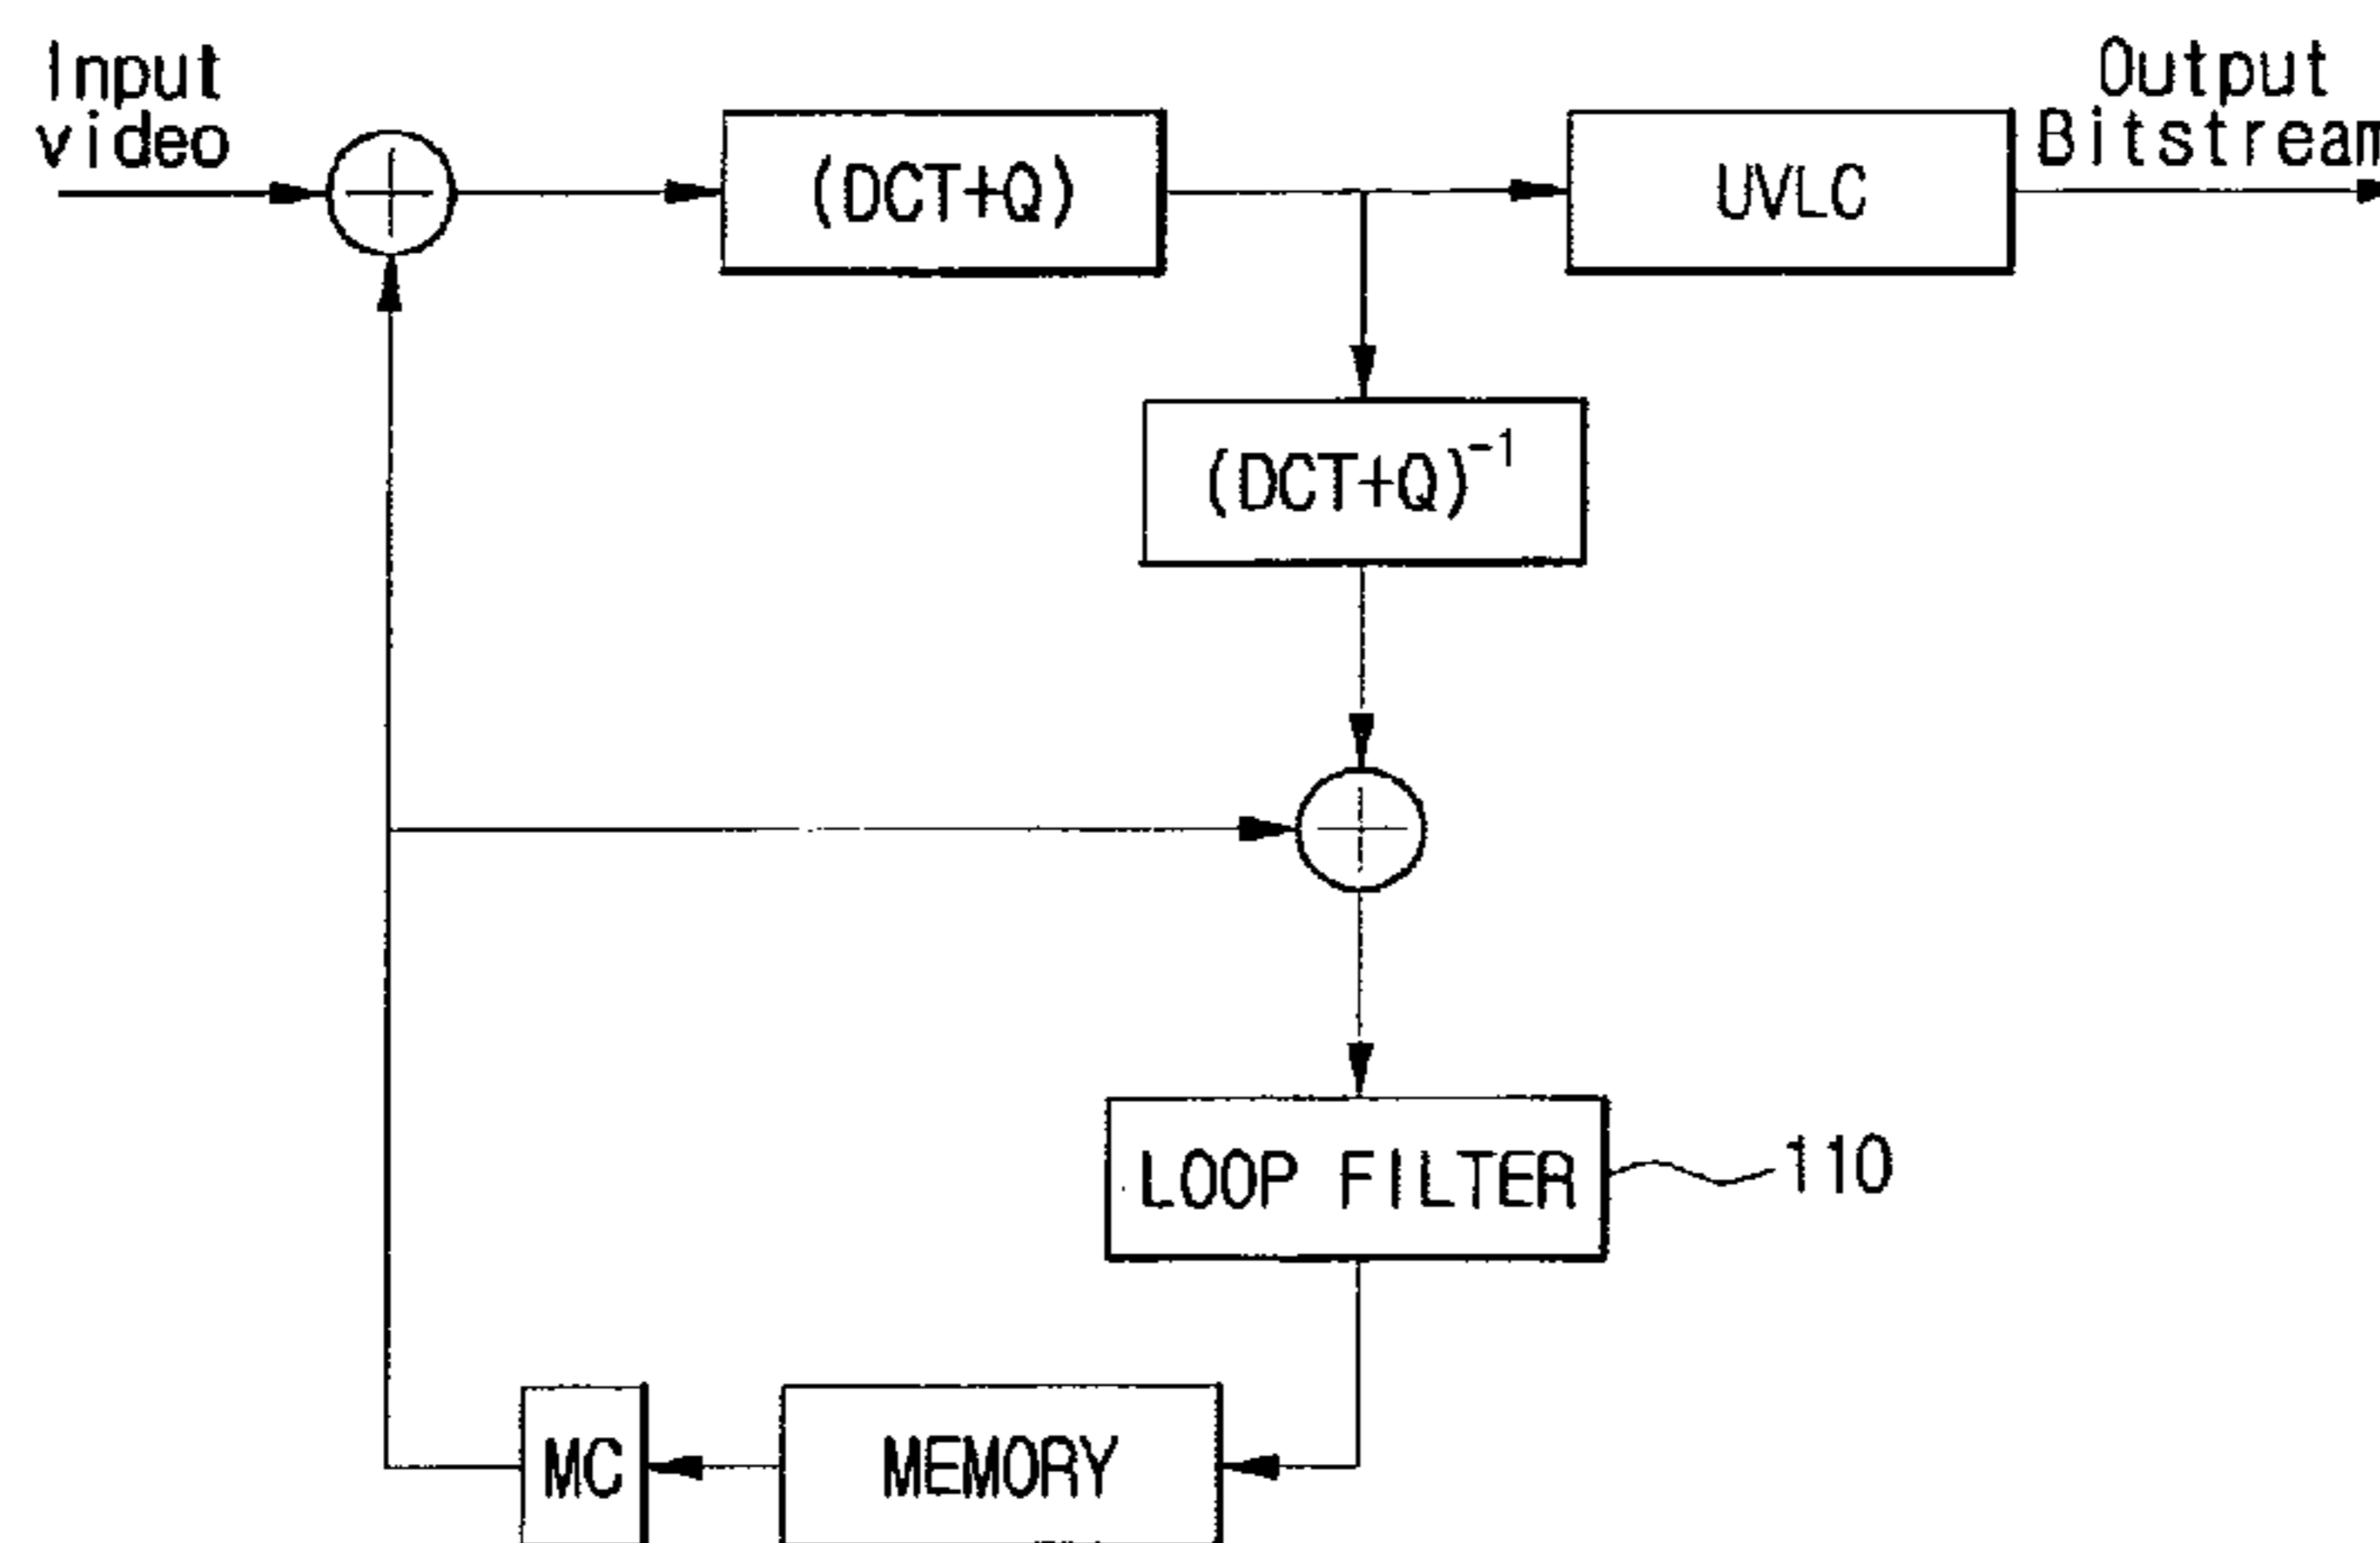 Input
video
(DCT+Q)
UVLC
Output
Bitstream
(DCT+Q)⁻¹
LOOP FILTER
110
MC
MEMORY